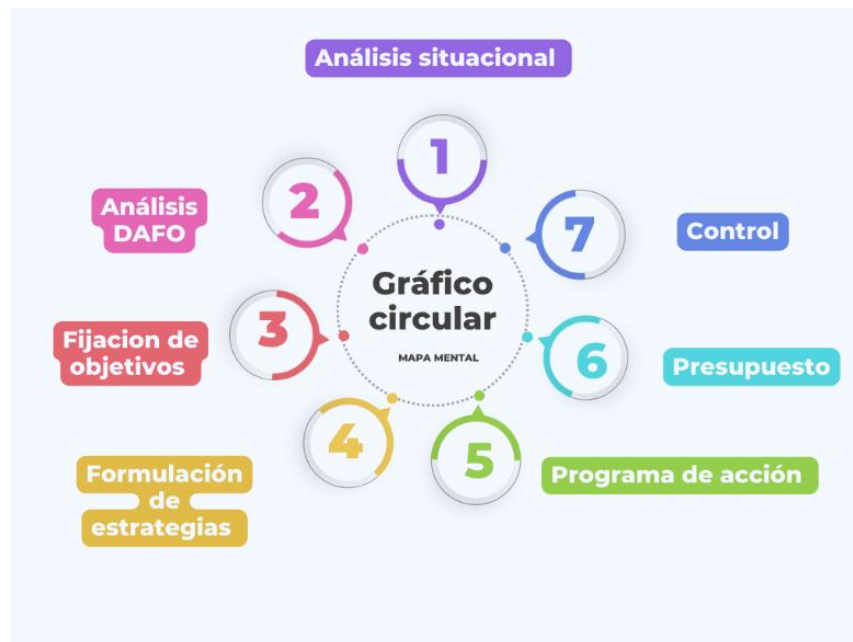 Análisis situacional
1
2
Análisis
DAFO
7
Control
Gráfico
circular
MAPA MENTAL
3
Fijacion de
objetivos
6
Presupuesto
4
Formulación
de
estrategias
5
Programa de acción